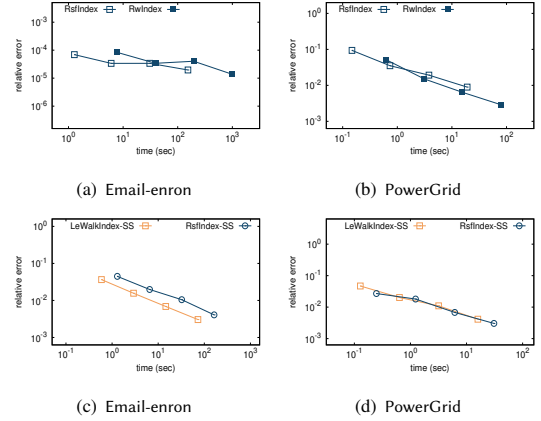 RsfIndex RwIndex
10^-3
10^-4
10^-5
10^-6
relative error
10^0 10^1 10^2 10^3
time (sec)
(a) Email-enron
RsfIndex RwIndex
10^0
10^-1
10^-2
10^-3
relative error
10^-1 10^0 10^1 10^2
time (sec)
(b) PowerGrid
LeWalkIndex-SS RsfIndex-SS
10^0
10^-1
10^-2
10^-3
relative error
10^-1 10^0 10^1 10^2 10^3
time (sec)
(c) Email-enron
LeWalkIndex-SS RsfIndex-SS
10^0
10^-1
10^-2
10^-3
relative error
10^-1 10^0 10^1 10^2
time (sec)
(d) PowerGrid